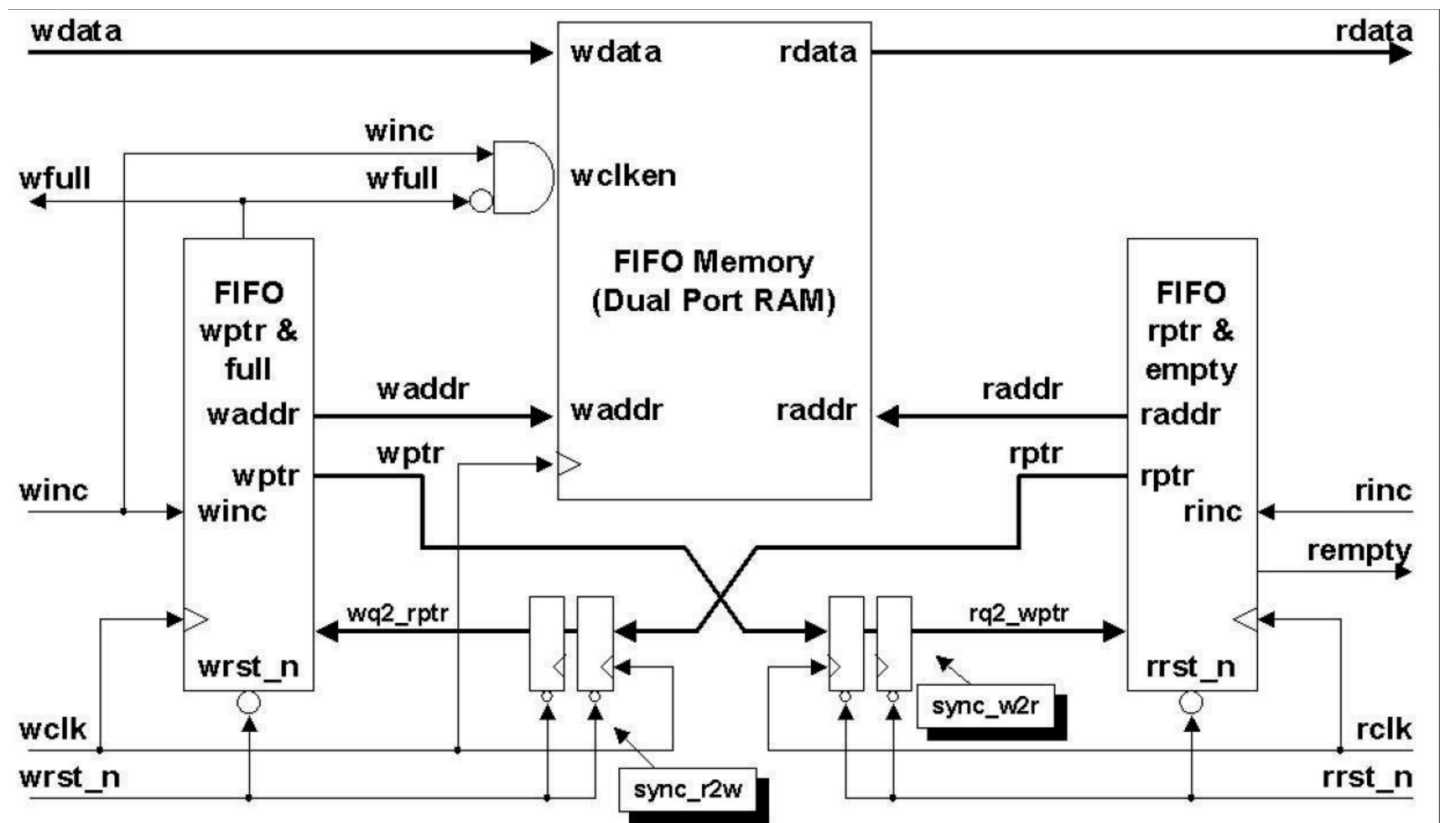 wdata
rdata
wdata
rdata
winc
wfull
wfull
wclken
FIFO Memory
(Dual Port RAM)
FIFO
wptr &
full
FIFO
rptr &
empty
waddr
waddr
waddr
raddr
raddr
raddr
wptr
wptr
rptr
rptr
winc
winc
rinc
rinc
rempty
wq2_rptr
rq2_wptr
wrst_n
rrst_n
sync_w2r
wclk
rclk
wrst_n
sync_r2w
rrst_n